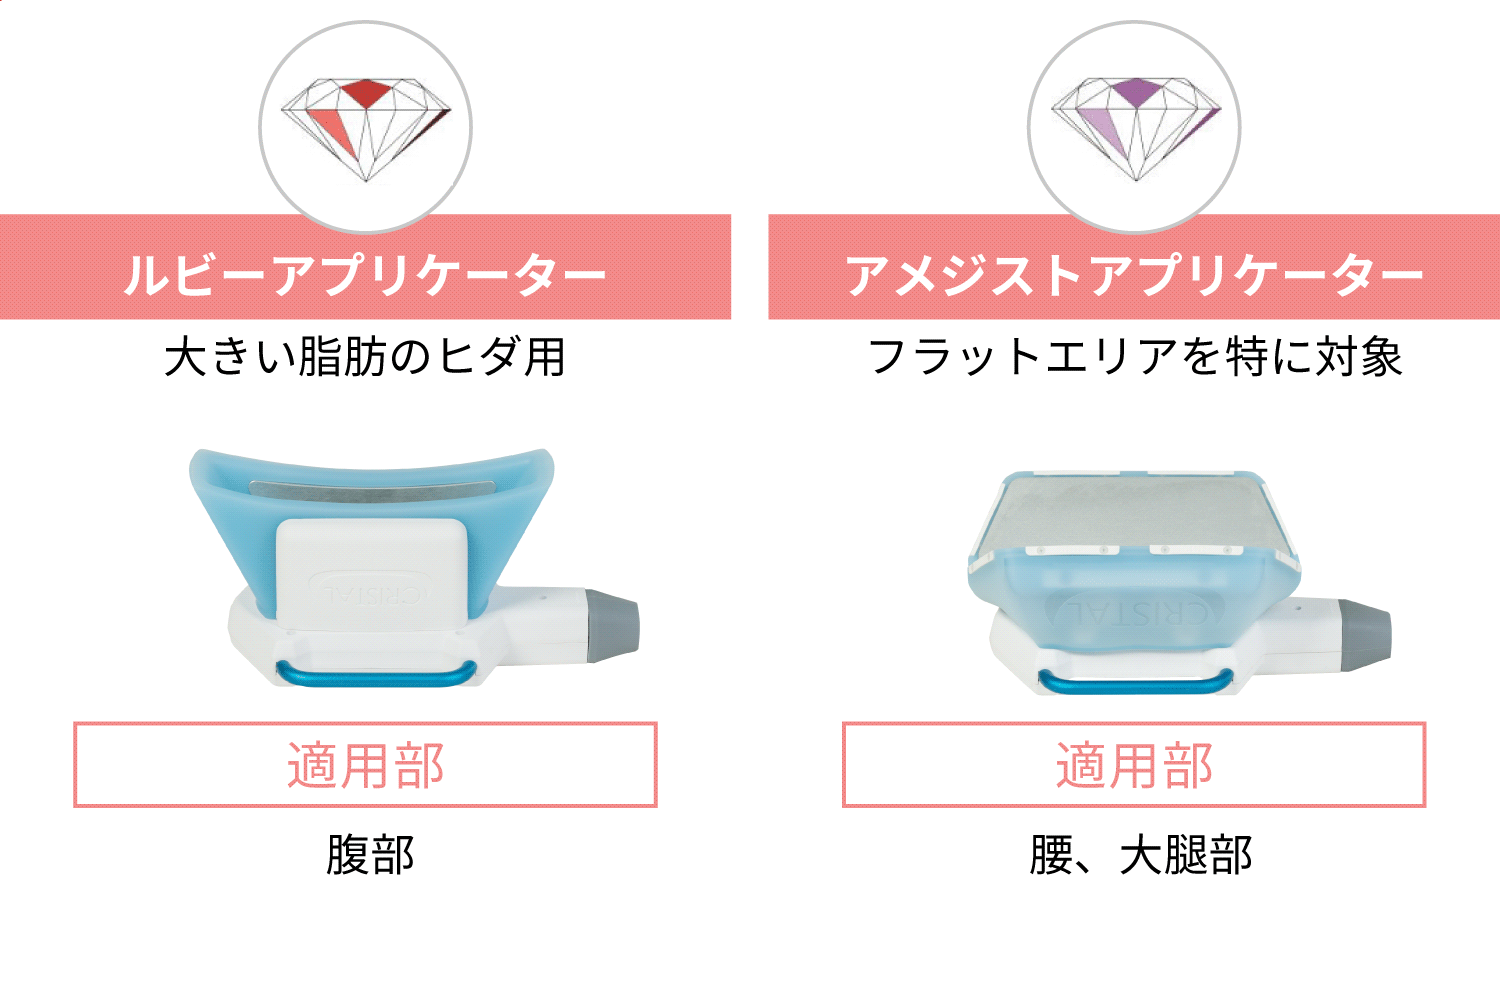 ルビーアプリケーター
大きい脂肪のヒダ用
CRISTAL
適用部
腹部
アメジストアプリケーター
フラットエリアを特に対象
CRISTAL
適用部
腰、大腿部